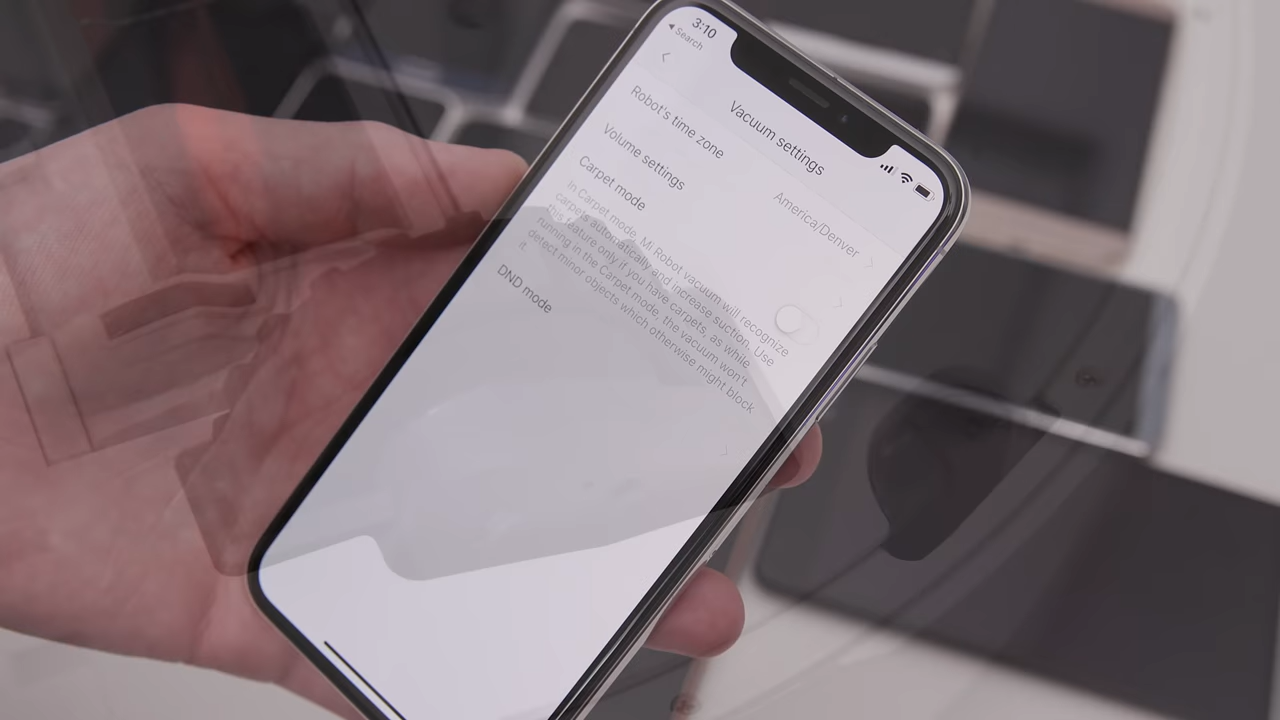 3:10
Search
Vacuum settings
Robot's time zone
America/Denver
Volume settings
Carpet mode
In Carpet mode, Mi Robot vacuum will recognize
carpets automatically and increase suction. Use
this feature only if you have carpets, as while
running in the Carpet mode, the vacuum won't
detect minor objects which otherwise might block
it.
DND mode